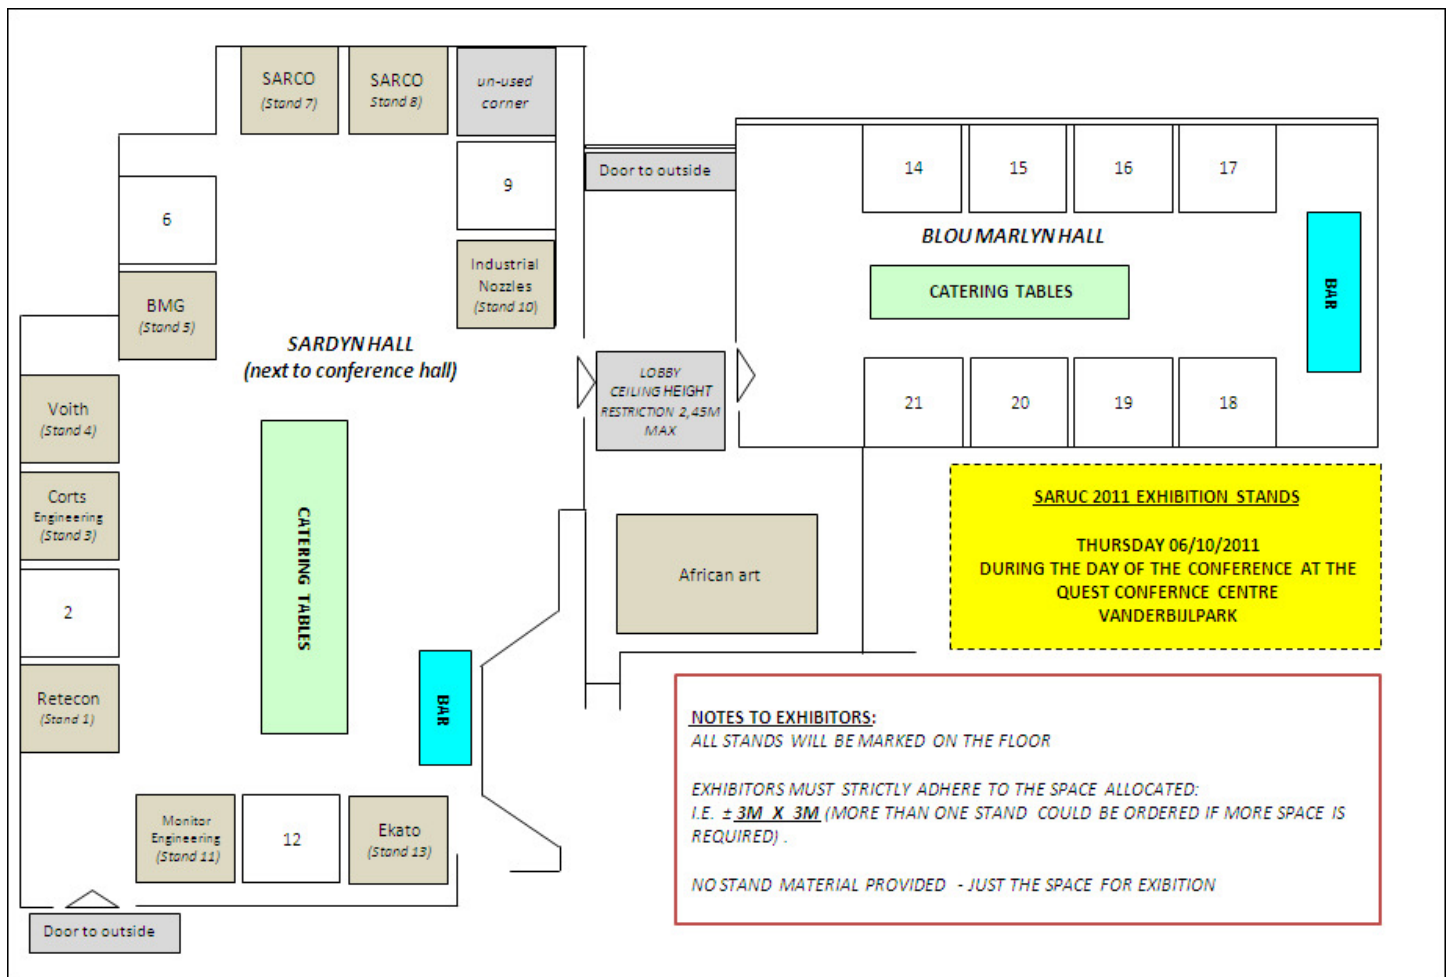 SARCO
(Stand 7)
SARCO
Stand 8)
un-used
corner
9
6
Industrial
Nozzles
(Stand 10)
BMG
(Stand 5)
SARDYN HALL
(next to conference hall)
Voith
(Stand 4)
Corts
Engineering
(Stand 3)
2
Retecon
(Stand 1)
CATERING TABLES
BAR
Monitor
Engineering
(Stand 11)
12
Ekato
(Stand 13)
Door to outside
Door to outside
LOBBY
CEILING HEIGHT
RESTRICTION 2,45M
MAX
African art
14
15
16
17
BLOU MARLYN HALL
CATERING TABLES
BAR
21
20
19
18
SARUC 2011 EXHIBITION STANDS
THURSDAY 06/10/2011
DURING THE DAY OF THE CONFERENCE AT THE
QUEST CONFERNCE CENTRE
VANDERBIJLPARK
NOTES TO EXHIBITORS:
ALL STANDS WILL BE MARKED ON THE FLOOR
EXHIBITORS MUST STRICTLY ADHERE TO THE SPACE ALLOCATED:
I.E. ± 3M X 3M (MORE THAN ONE STAND COULD BE ORDERED IF MORE SPACE IS
REQUIRED) .
NO STAND MATERIAL PROVIDED - JUST THE SPACE FOR EXIBITION